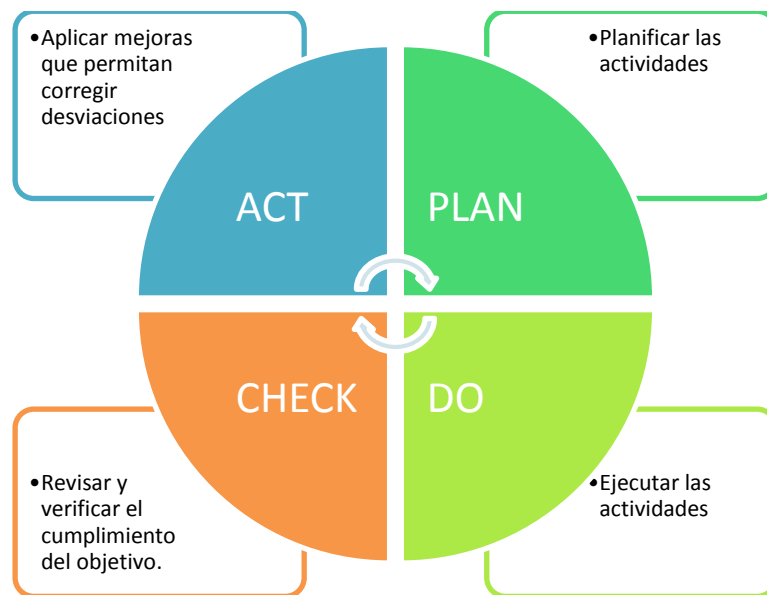 •Aplicar mejoras
que permitan
corregir
desviaciones
•Planificar las
actividades
ACT
PLAN
CHECK
DO
•Revisar y
verificar el
cumplimiento
del objetivo.
•Ejecutar las
actividades